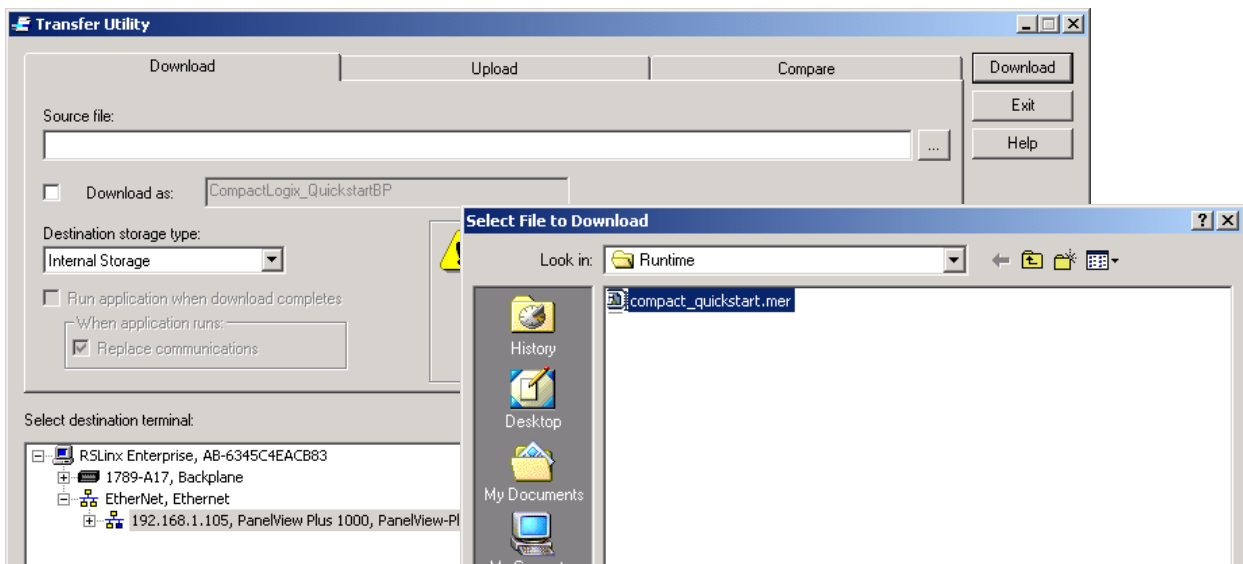 Transfer Utility
Download
Upload
Compare
Download
Exit
Help
Source file:
...
Download as:
CompactLogix_QuickstartBP
Destination storage type:
Internal Storage
Run application when download completes
When application runs:
Replace communications
Select destination terminal:
RSLinx Enterprise, AB-6345C4EACB83
1789-A17, Backplane
EtherNet, Ethernet
192.168.1.105, PanelView Plus 1000, PanelView-Pl
Select File to Download
Look in:
Runtime
compact_quickstart.mer
History
Desktop
My Documents